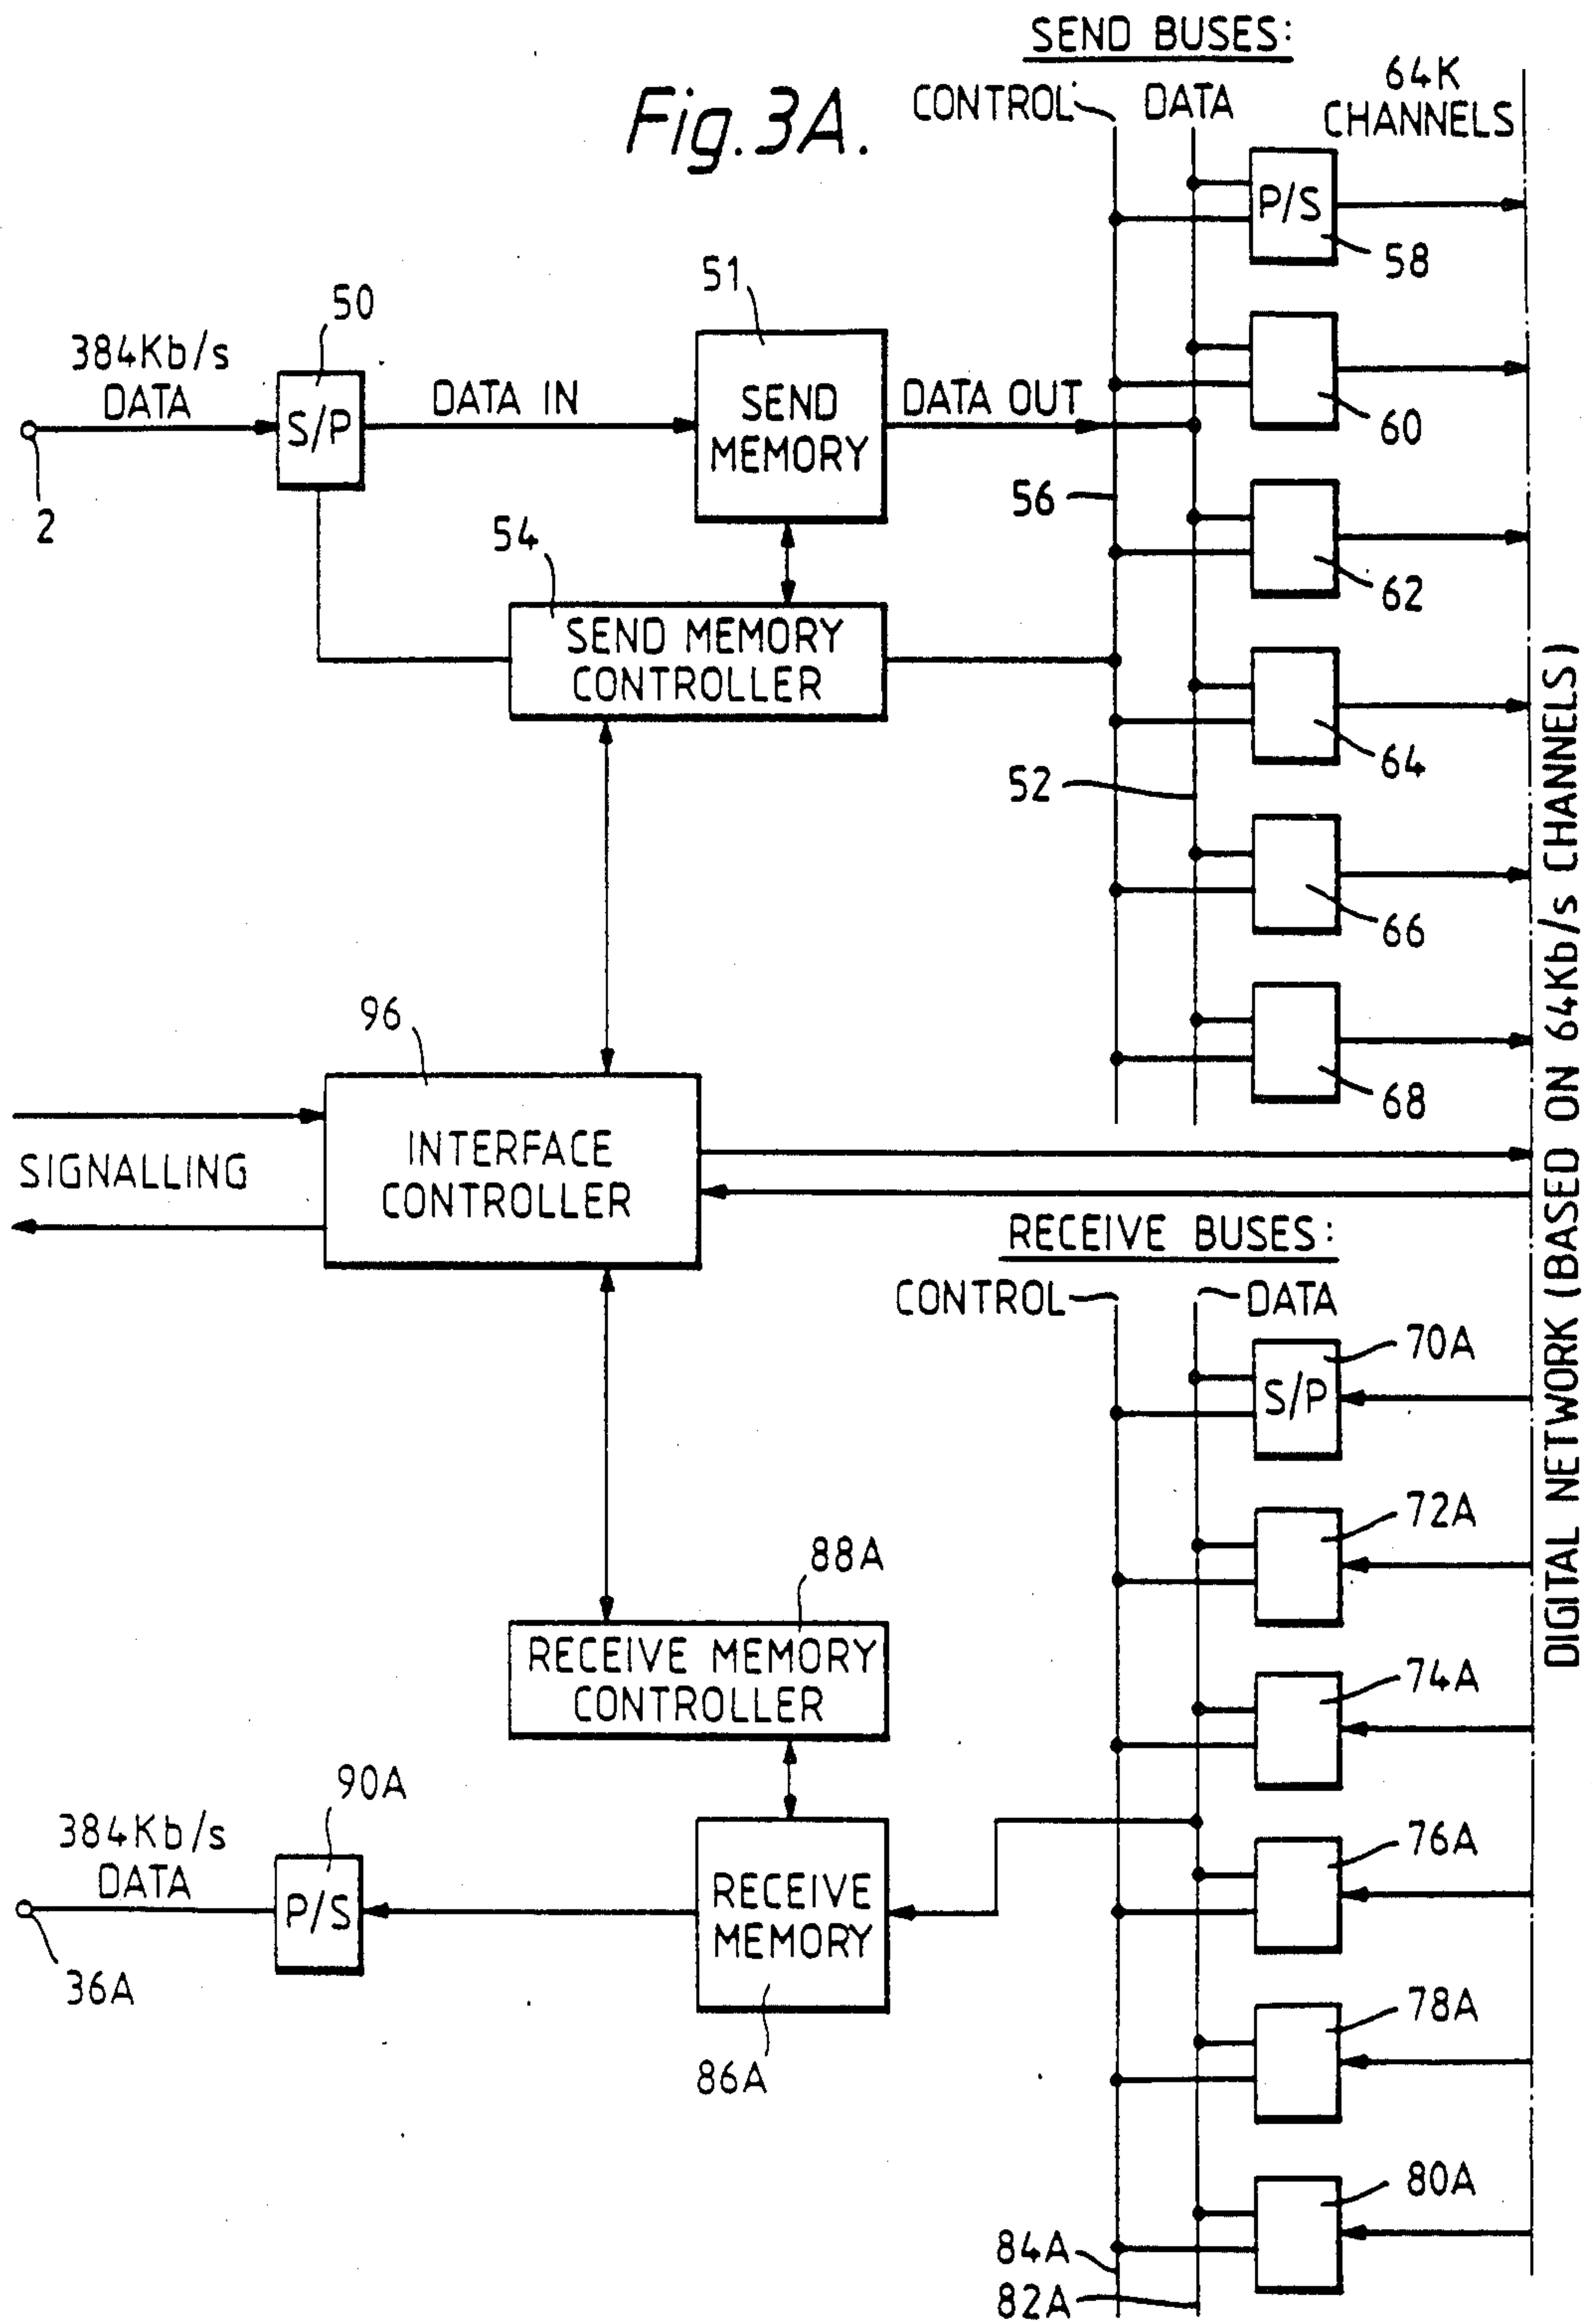 SEND BUSES:
Fig.3A.
CONTROL
DATA
64K
CHANNELS
P/S
58
51
50
384Kb/s
DATA
S/P
DATA IN
SEND
MEMORY
DATA OUT
60
2
56
54
62
SEND MEMORY
CONTROLLER
64
52
66
96
68
SIGNALLING
INTERFACE
CONTROLLER
RECEIVE BUSES:
CONTROL
DATA
70A
S/P
72A
88A
RECEIVE MEMORY
CONTROLLER
74A
90A
384Kb/s
DATA
P/S
RECEIVE
MEMORY
76A
36A
78A
86A
80A
84A
82A
DIGITAL NETWORK (BASED ON 64Kb/s CHANNELS)